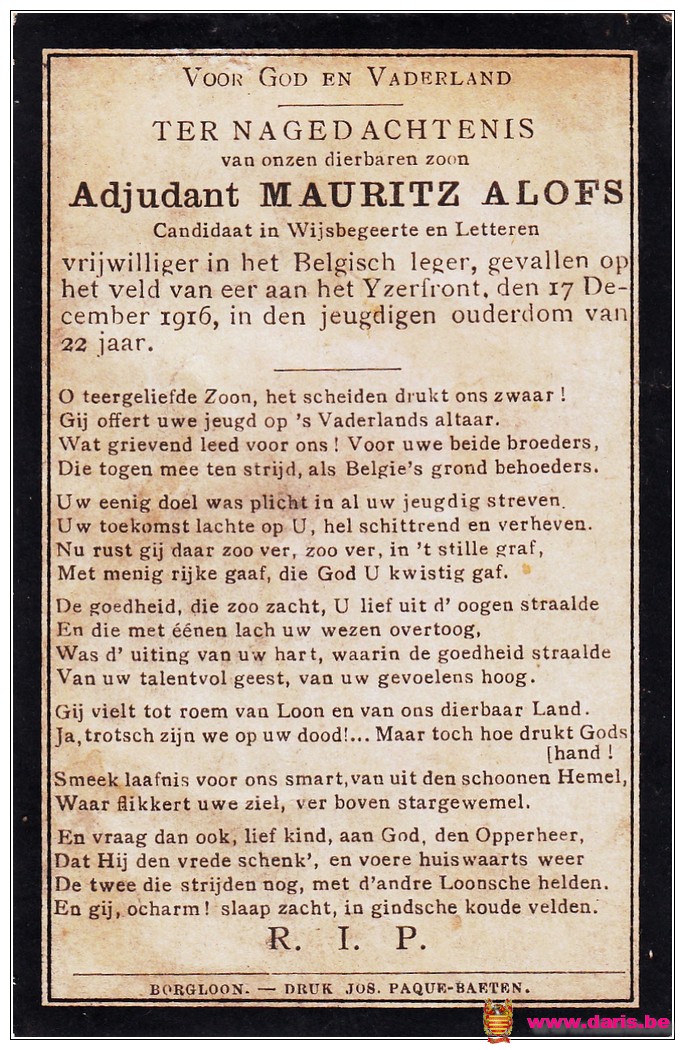 VOOR GOD EN VADERLAND
TER NAGEDACHTENIS
van onzen dierbaren zoon
Adjudant MAURITZ ALOFS
Candidaat in Wijsbegeerte en Letteren
vrijwilliger in het Belgisch leger, gevallen op
het veld van eer aan het Yzerfront, den 17 De-
cember 1916, in den jeugdigen ouderdom van
22 jaar.
O teergeliefde Zoon, het scheiden drukt ons zwaar !
Gij offert uwe jeugd op 's Vaderlands altaar.
Wat grievend leed voor ons ! Voor uwe beide broeders,
Die togen mee ten strijd, als Belgie's grond behoeders.
Uw eenig doel was plicht in al uw jeugdig streven.
Uw toekomst lachte op U, hel schittrend en verheven.
Nu rust gij daar zoo ver, zoo ver, in 't stille graf,
Met menig rijke gaaf, die God U kwistig gaf.
De goedheid, die zoo zacht, U lief uit d' oogen straalde
En die met éénen lach uw wezen overtoog,
Was d' uiting van uw hart, waarin de goedheid straalde
Van uw talentvol geest, van uw gevoelens hoog.
Gij vielt tot roem van Loon en van ons dierbaar Land.
Ja, trotsch zijn we op uw dood!... Maar toch hoe drukt Gods
[hand !
Smeek laafnis voor ons smart, van uit den schoonen Hemel,
Waar flikkert uwe ziel, ver boven stargewemel.
En vraag dan ook, lief kind, aan God, den Opperheer,
Dat Hij den vrede schenk', en voere huiswaarts weer
De twee die strijden nog, met d'andre Loonsche helden.
En gij, ocharm ! slaap zacht, in gindsche koude velden.
R. I. P.
BORGLOON. — DRUK JOS. PAQUE-BAETEN.
www.daris.be